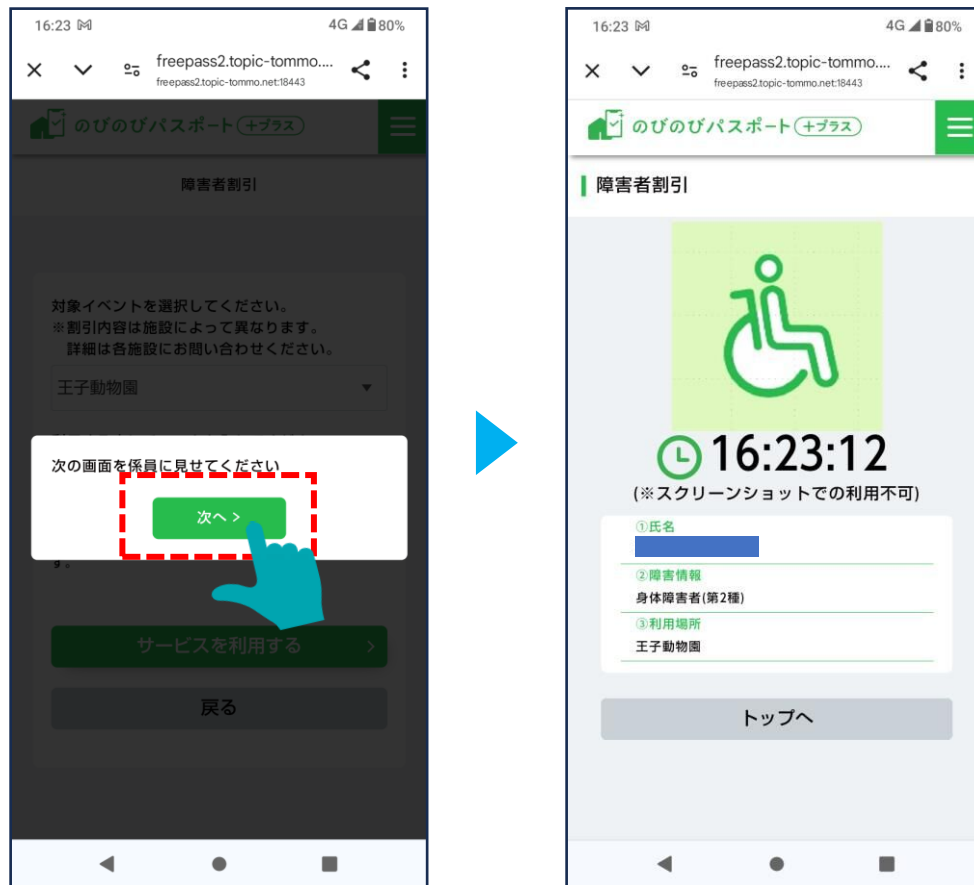 16:23 4G 80%
freepass2.topic-tommo....
freepass2.topic-tommo.net:18443
のびのびパスポート +プラス
障害者割引
対象イベントを選択してください。
※割引内容は施設によって異なります。
詳細は各施設にお問い合わせください。
王子動物園
次の画面を係員に見せてください
次へ >
す。
サービスを利用する >
戻る
16:23 4G 80%
freepass2.topic-tommo....
freepass2.topic-tommo.net:18443
のびのびパスポート +プラス
障害者割引
16:23:12
(※スクリーンショットでの利用不可)
①氏名
②障害情報
身体障害者(第2種)
③利用場所
王子動物園
トップへ